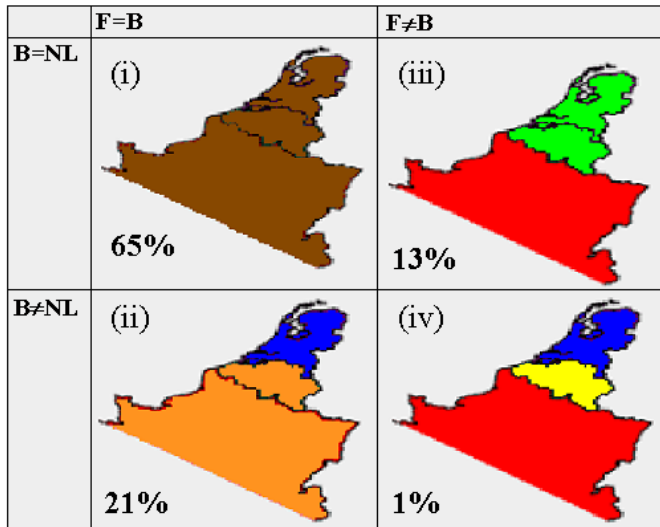 F=B
F≠B
B=NL
(i)
(iii)
65%
13%
B≠NL
(ii)
(iv)
21%
1%